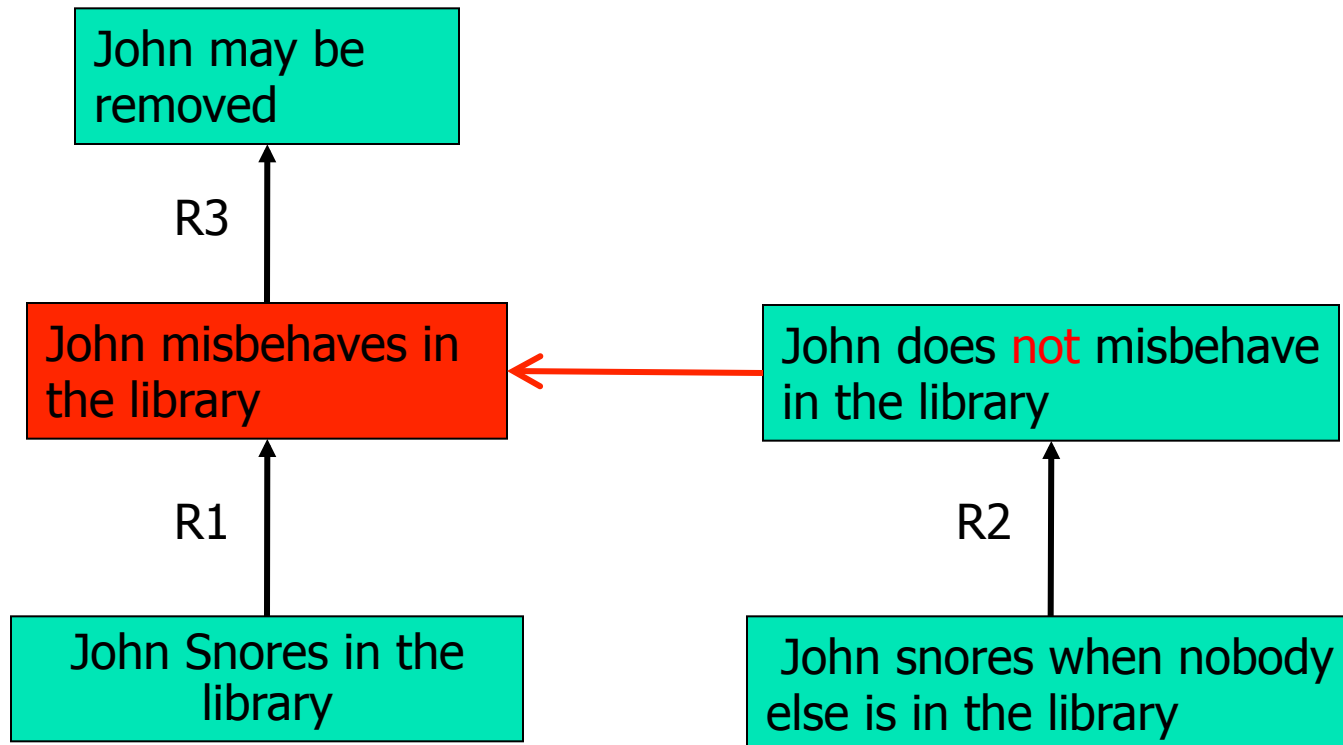 John may be
removed
R3
John misbehaves in
the library
John does not misbehave
in the library
R1
R2
John Snores in the
library
John snores when nobody
else is in the library